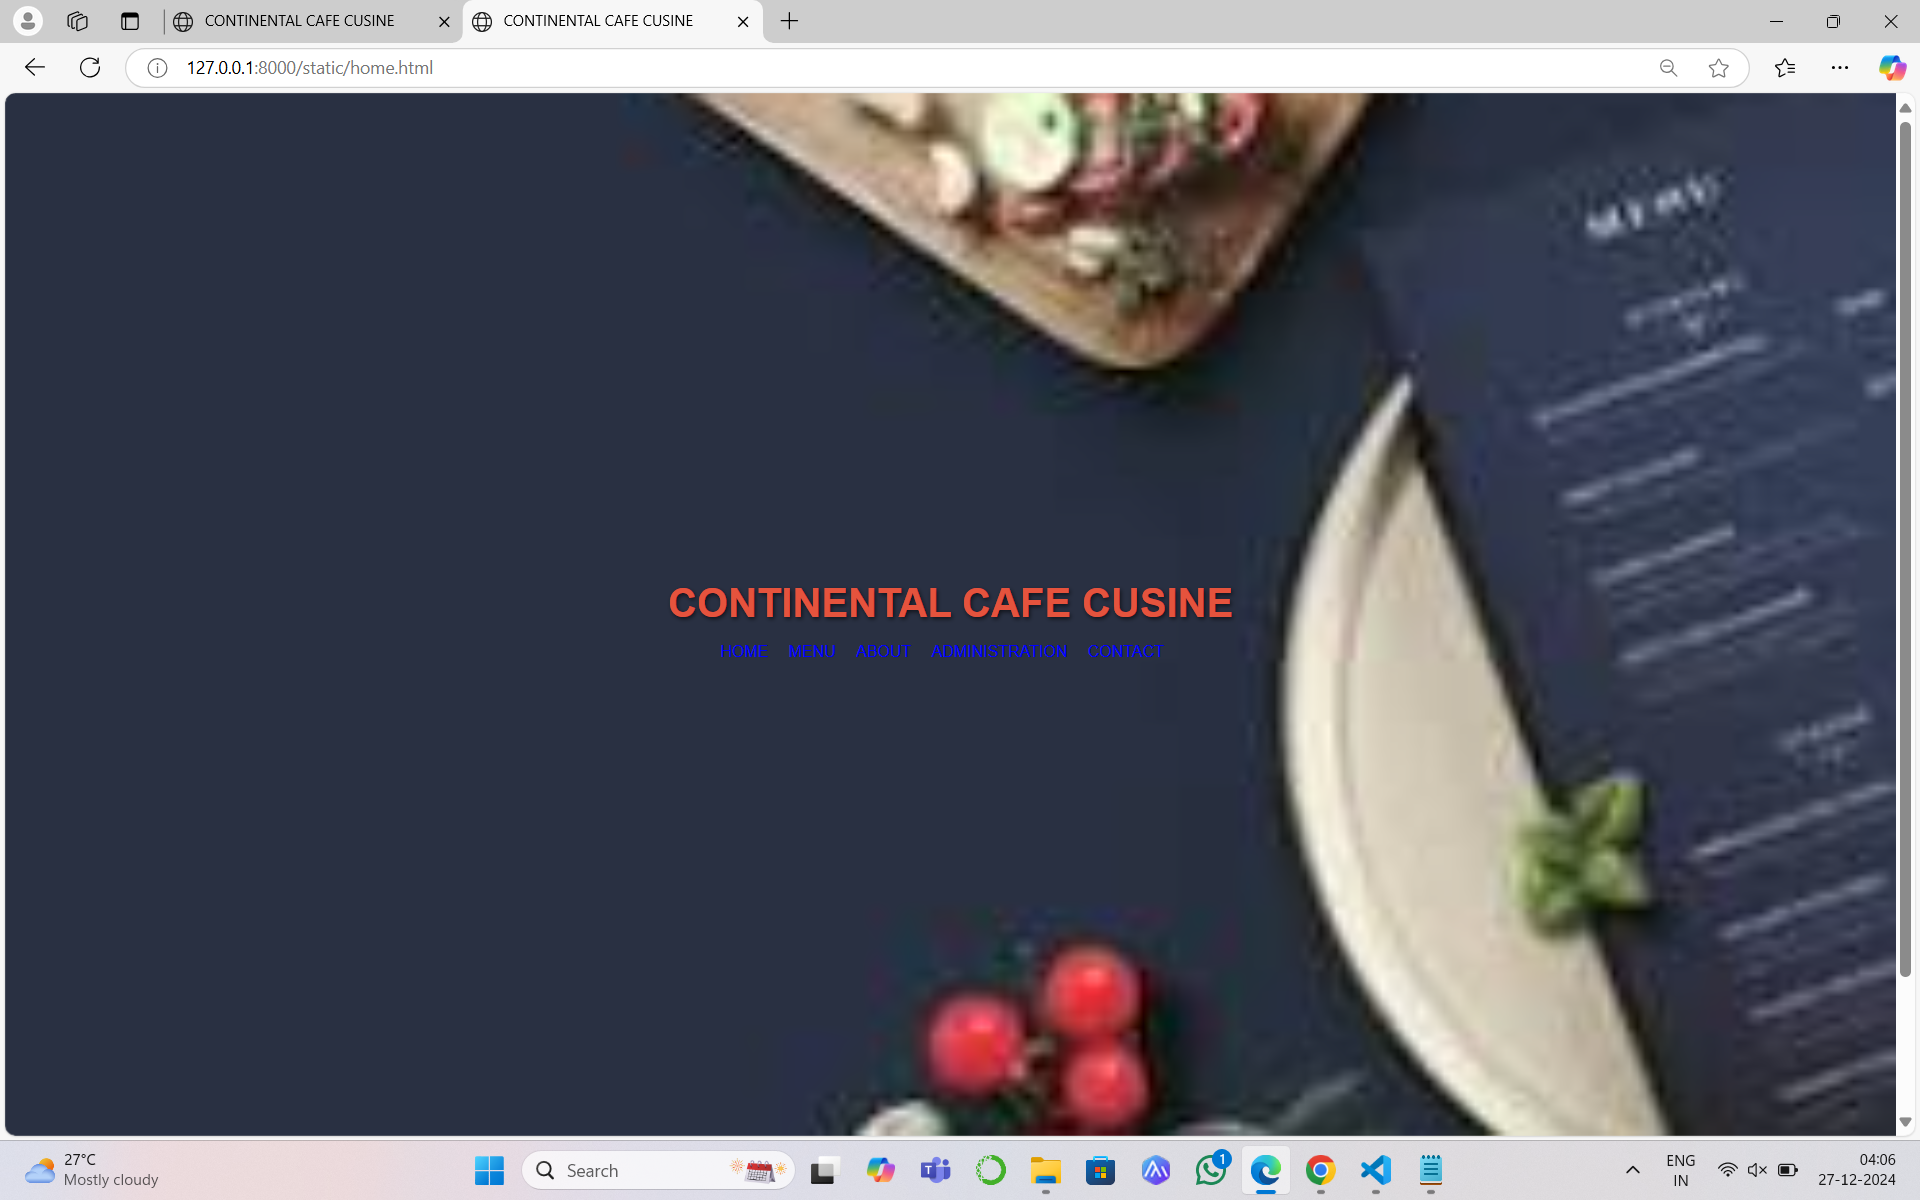 CONTINENTAL CAFE CUSINE
CONTINENTAL CAFE CUSINE
127.0.0.1:8000/static/home.html
MENU
CONTINENTAL CAFE CUSINE
HOME MENU ABOUT ADMINISTRATION CONTACT
27°C
Mostly cloudy
Search
1
ENG
IN
04:06
27-12-2024